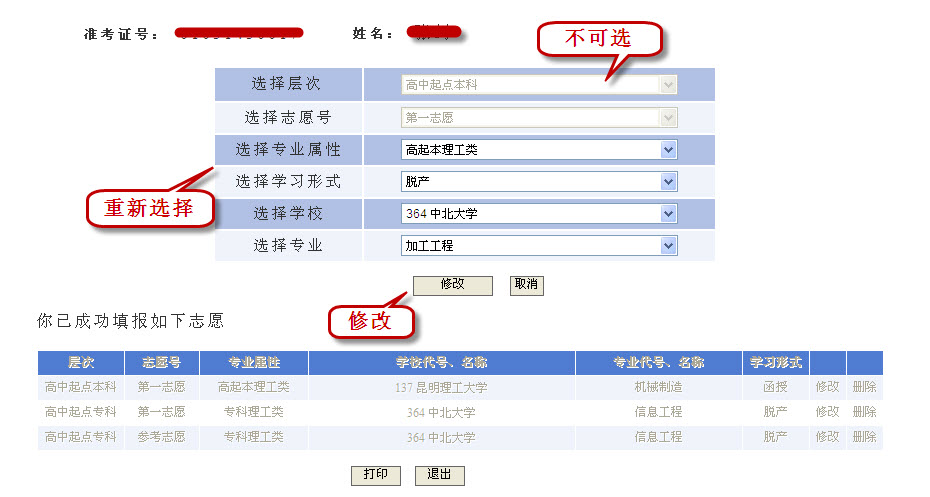 准考证号： 姓名：
不可选
选择层次 高中起点本科
选择志愿号 第一志愿
选择专业属性 高起本理工类
选择学习形式 脱产
重新选择
选择学校 364 中北大学
选择专业 加工工程
修改 取消
修改
你已成功填报如下志愿
层次 志愿号 专业属性 学校代号、名称 专业代号、名称 学习形式
高中起点本科 第一志愿 高起本理工类 137 昆明理工大学 机械制造 函授 修改 删除
高中起点专科 第一志愿 专科理工类 364 中北大学 信息工程 脱产 修改 删除
高中起点专科 参考志愿 专科理工类 364 中北大学 信息工程 脱产 修改 删除
打印 退出